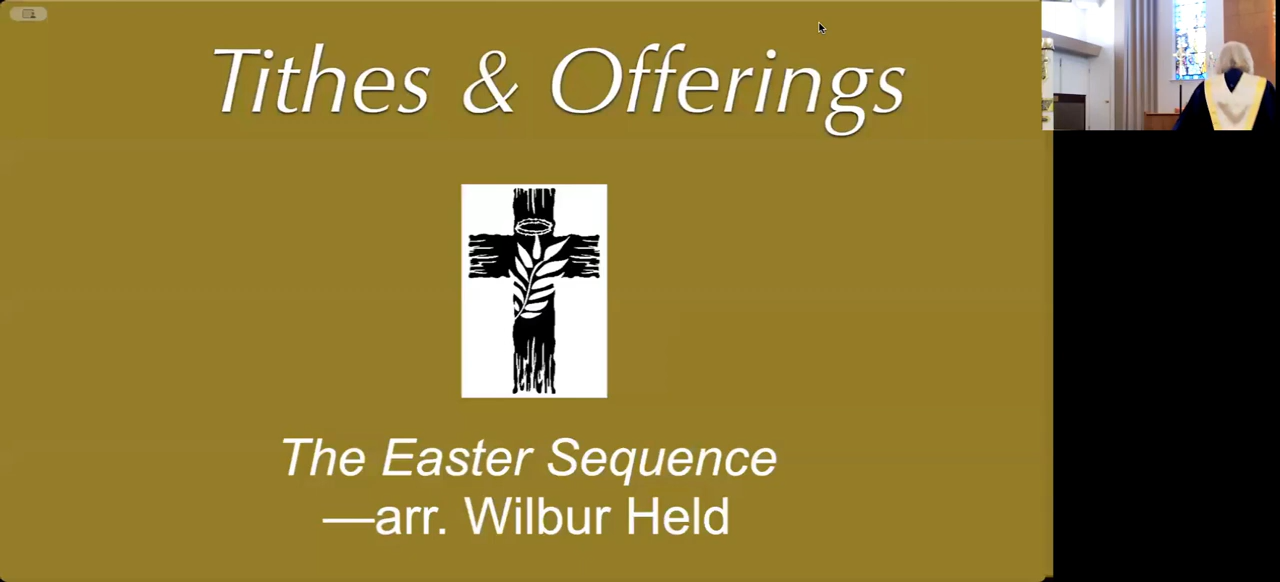 Tithes & Offerings
The Easter Sequence
—arr. Wilbur Held